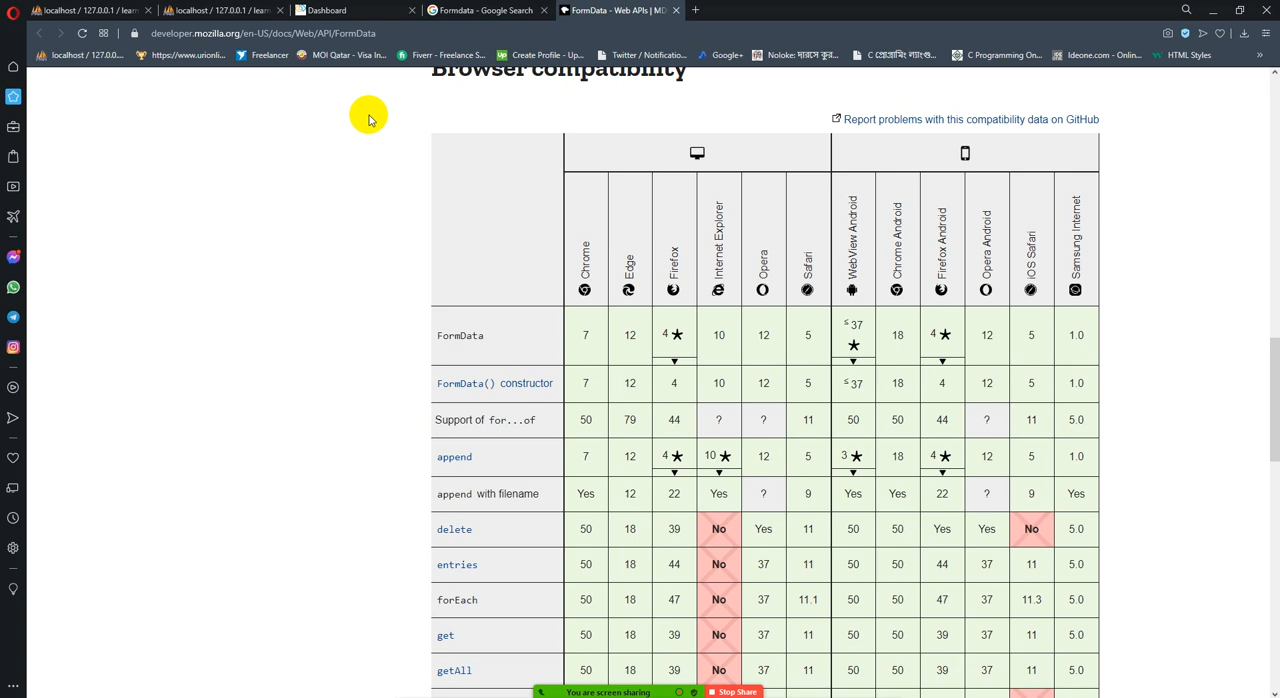 localhost / 127.0.0.1 / learn
localhost / 127.0.0.1 / learn
Dashboard
Formdata - Google Search
FormData - Web APIs | MD
developer.mozilla.org/en-US/docs/Web/API/FormData
localhost / 127.0.0....
https://www.urionli...
Freelancer
MOI Qatar - Visa In...
Fiverr - Freelance S...
Create Profile - Up...
Twitter / Notificatio...
Google+
Noloke: দ্যারসে কুর...
C প্রোগ্রামিং ল্যাংগু...
C Programming On...
Ideone.com - Onlin...
HTML Styles
Browser compatibility
Report problems with this compatibility data on GitHub
Chrome Edge Firefox Internet Explorer Opera Safari WebView Android Chrome Android Firefox Android Opera Android iOS Safari Samsung Internet
FormData 7 12 4 ★ 10 12 5 ≤37 ★ 18 4 ★ 12 5 1.0
FormData() constructor 7 12 4 10 12 5 ≤37 18 4 12 5 1.0
Support of for...of 50 79 44 ? ? 11 50 50 44 ? 11 5.0
append 7 12 4 ★ 10 ★ 12 5 3 ★ 18 4 ★ 12 5 1.0
append with filename Yes 12 22 Yes ? 9 Yes Yes 22 ? 9 Yes
delete 50 18 39 No Yes 11 50 50 Yes Yes No 5.0
entries 50 18 44 No 37 11 50 50 44 37 11 5.0
forEach 50 18 47 No 37 11.1 50 50 47 37 11.3 5.0
get 50 18 39 No 37 11 50 50 39 37 11 5.0
getAll 50 18 39 No 37 11 50 50 39 37 11 5.0
You are screen sharing
Stop Share